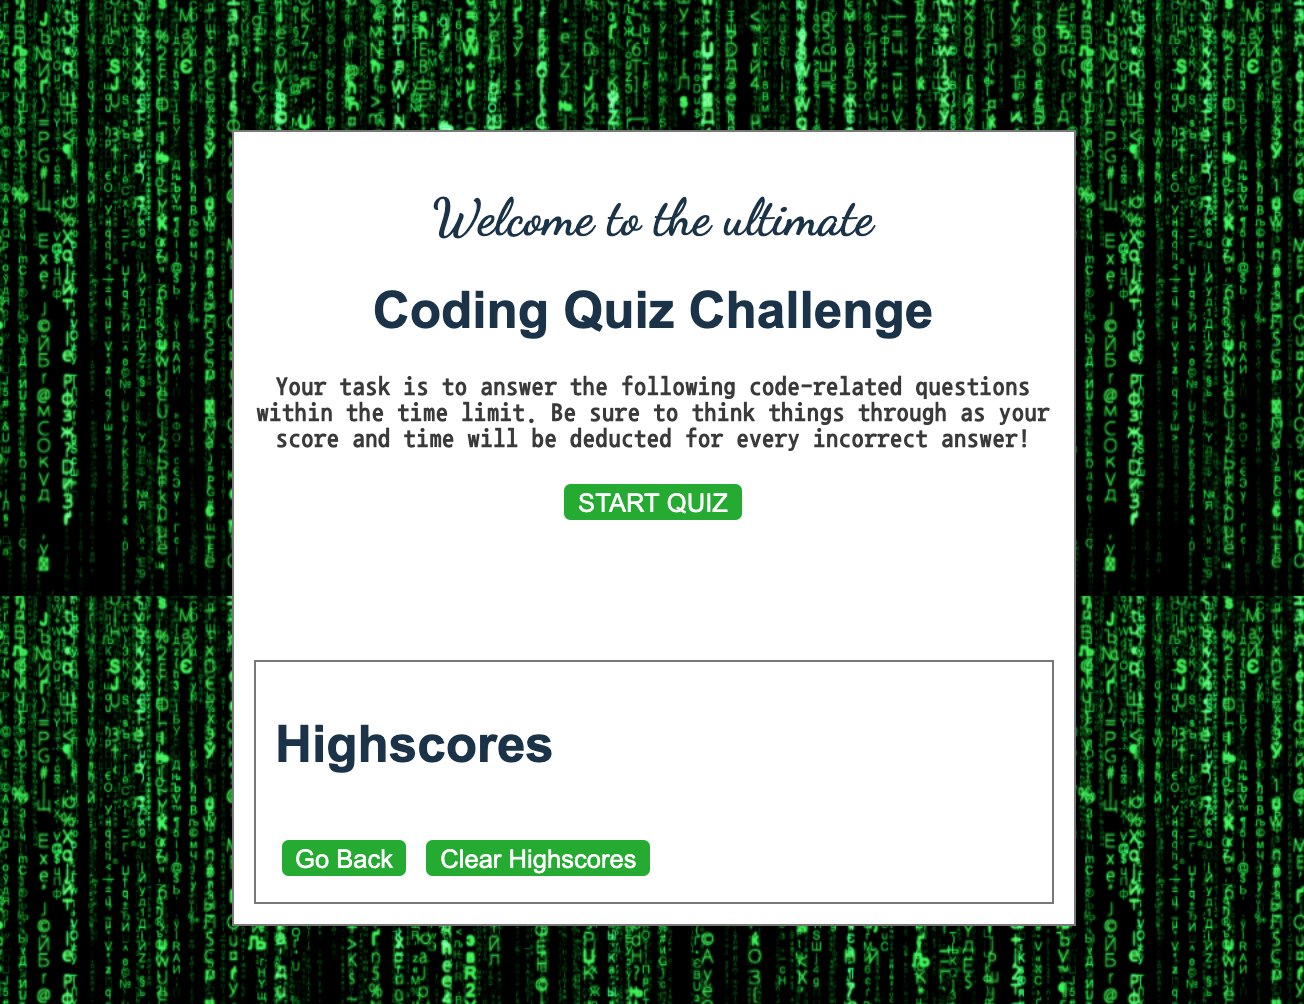 Welcome to the ultimate
Coding Quiz Challenge
Your task is to answer the following code-related questions
within the time limit. Be sure to think things through as your
score and time will be deducted for every incorrect answer!
START QUIZ
Highscores
Go Back
Clear Highscores